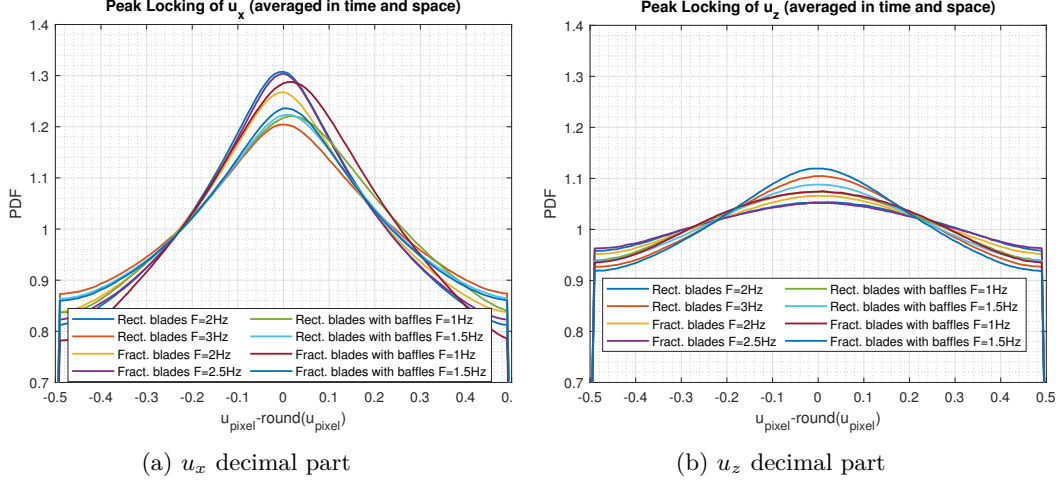 Peak Locking of u_x (averaged in time and space)
1.4
1.3
1.2
1.1
1
0.9
0.8
0.7
PDF
Rect. blades F=2Hz
Rect. blades F=3Hz
Fract. blades F=2Hz
Fract. blades F=2.5Hz
Rect. blades with baffles F=1Hz
Rect. blades with baffles F=1.5Hz
Fract. blades with baffles F=1Hz
Fract. blades with baffles F=1.5Hz
-0.5 -0.4 -0.3 -0.2 -0.1 0 0.1 0.2 0.3 0.4 0.
u_pixel-round(u_pixel)
(a) u_x decimal part
Peak Locking of u_z (averaged in time and space)
1.4
1.3
1.2
1.1
1
0.9
0.8
0.7
PDF
Rect. blades F=2Hz
Rect. blades F=3Hz
Fract. blades F=2Hz
Fract. blades F=2.5Hz
Rect. blades with baffles F=1Hz
Rect. blades with baffles F=1.5Hz
Fract. blades with baffles F=1Hz
Fract. blades with baffles F=1.5Hz
-0.5 -0.4 -0.3 -0.2 -0.1 0 0.1 0.2 0.3 0.4 0.5
u_pixel-round(u_pixel)
(b) u_z decimal part